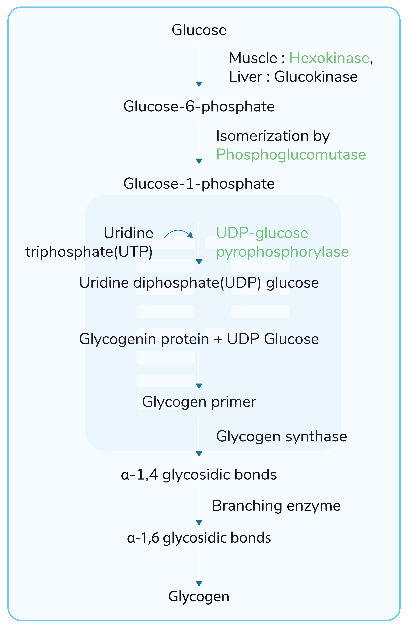 Glucose
Muscle : Hexokinase,
Liver : Glucokinase
Glucose-6-phosphate
Isomerization by
Phosphoglucomutase
Glucose-1-phosphate
Uridine
triphosphate(UTP)
UDP-glucose
pyrophosphorylase
Uridine diphosphate(UDP) glucose
Glycogenin protein + UDP Glucose
Glycogen primer
Glycogen synthase
α-1,4 glycosidic bonds
Branching enzyme
α-1,6 glycosidic bonds
Glycogen